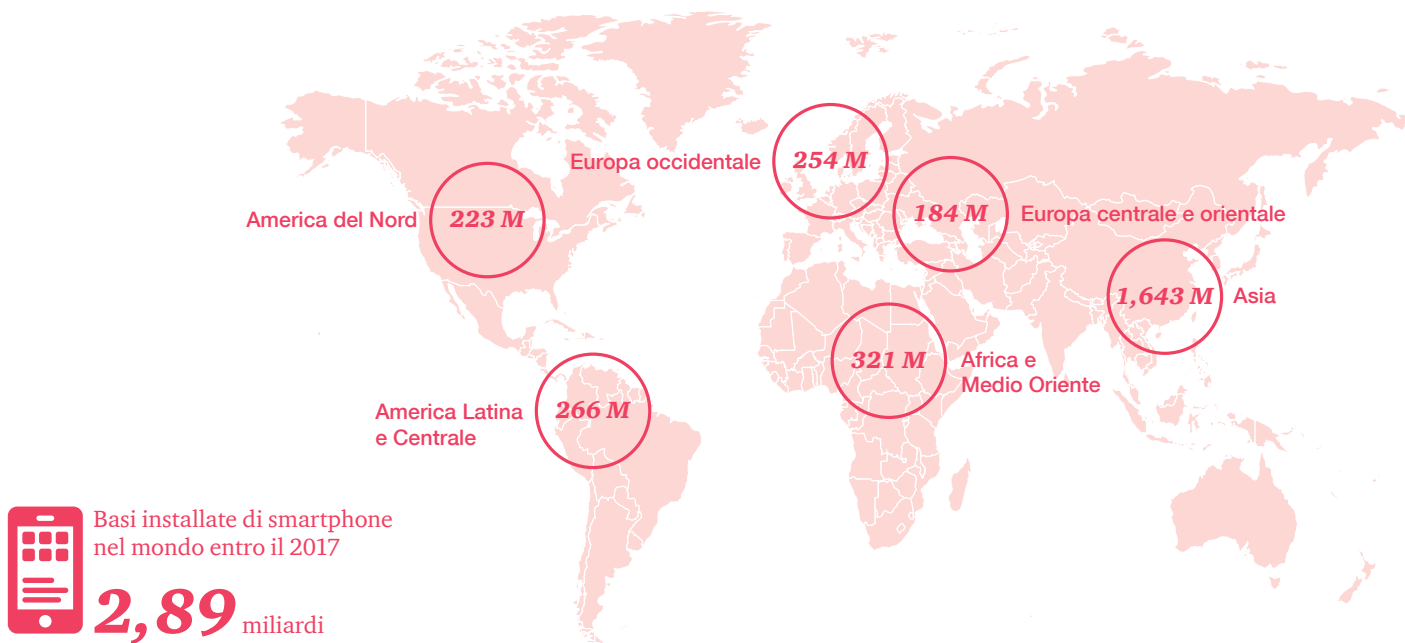 Europa occidentale
254 M
America del Nord
223 M
184 M
Europa centrale e orientale
1,643 M
Asia
321 M
Africa e
Medio Oriente
America Latina
e Centrale
266 M
Basi installate di smartphone
nel mondo entro il 2017
2,89 miliardi